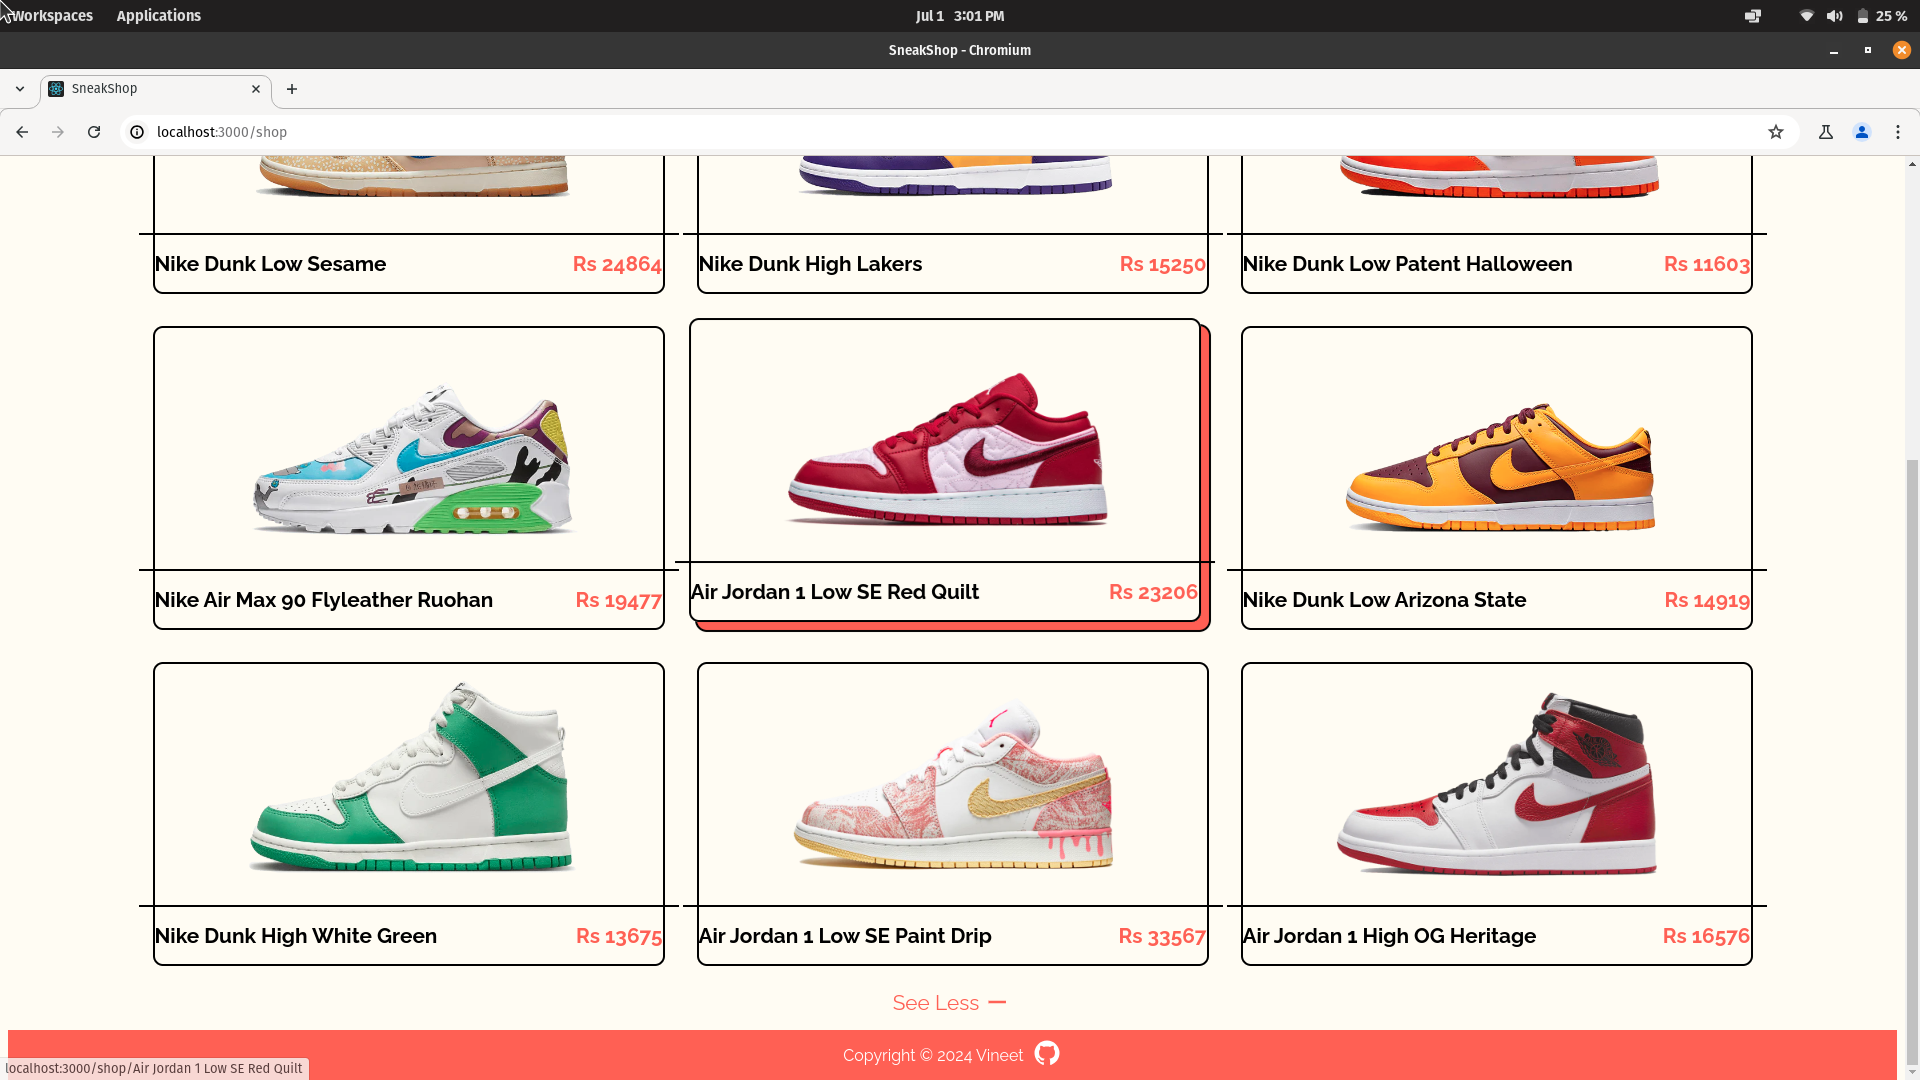 Workspaces Applications Jul 1 3:01 PM 25 %
SneakShop - Chromium
SneakShop
localhost:3000/shop
Nike Dunk Low Sesame Rs 24864
Nike Dunk High Lakers Rs 15250
Nike Dunk Low Patent Halloween Rs 11603
Nike Air Max 90 Flyleather Ruohan Rs 19477
Air Jordan 1 Low SE Red Quilt Rs 23206
Nike Dunk Low Arizona State Rs 14919
Nike Dunk High White Green Rs 13675
Air Jordan 1 Low SE Paint Drip Rs 33567
Air Jordan 1 High OG Heritage Rs 16576
See Less
Copyright © 2024 Vineet
localhost:3000/shop/Air Jordan 1 Low SE Red Quilt